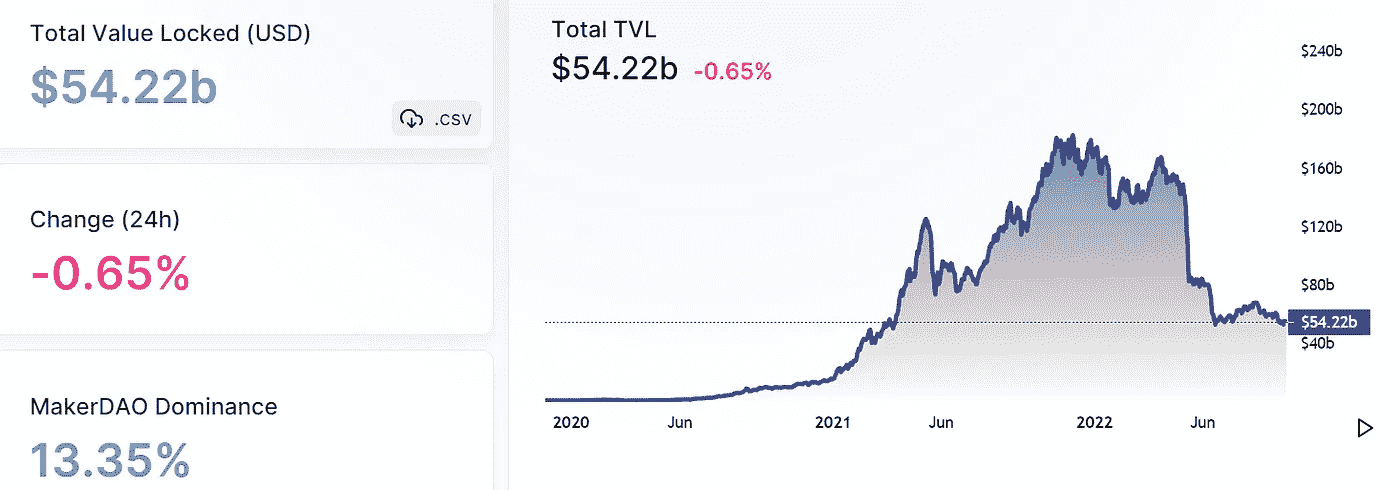 Total Value Locked (USD)
$54.22b
.CSV
Change (24h)
-0.65%
MakerDAO Dominance
13.35%
Total TVL
$54.22b -0.65%
$240b
$200b
$160b
$120b
$80b
$54.22b
$40b
2020 Jun 2021 Jun 2022 Jun